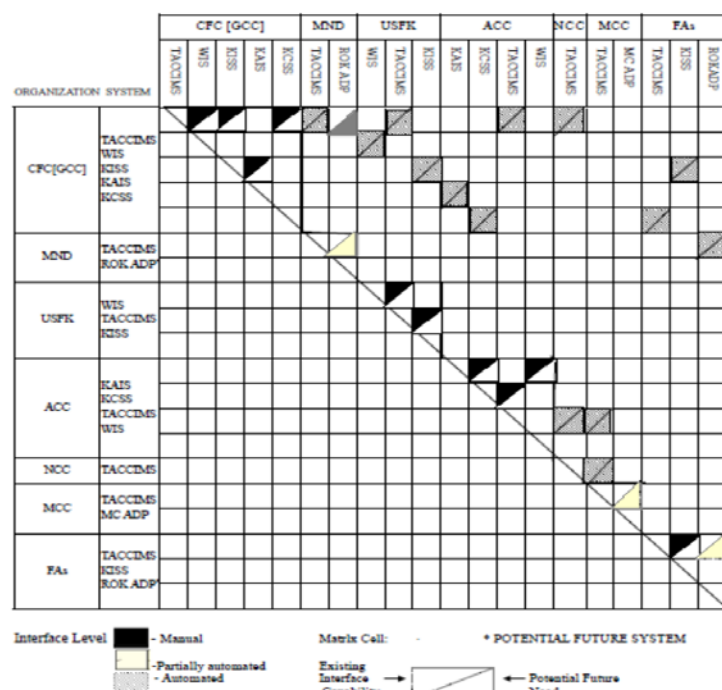 CFC [GCC] MND USFK ACC NCC MCC FAs
TACCIMS WIS KISS KAIS KCSS TACCIMS ROK ADP WIS TACCIMS KISS KAIS KCSS TACCIMS WIS TACCIMS TACCIMS MC ADP TACCIMS KISS ROKADP
ORGANIZATION SYSTEM
CFC[GCC]
TACCIMS
WIS
KISS
KAIS
KCSS
MND
TACCIMS
ROK ADP'
USFK
WIS
TACCIMS
KISS
ACC
KAIS
KCSS
TACCIMS
WIS
NCC TACCIMS
MCC
TACCIMS
MC ADP
FAs
TACCIMS
KISS
ROK ADP'
Interface Level - Manual Matrix Cell: * POTENTIAL FUTURE SYSTEM
-Partially automated Existing
- Automated Interface Potential Future